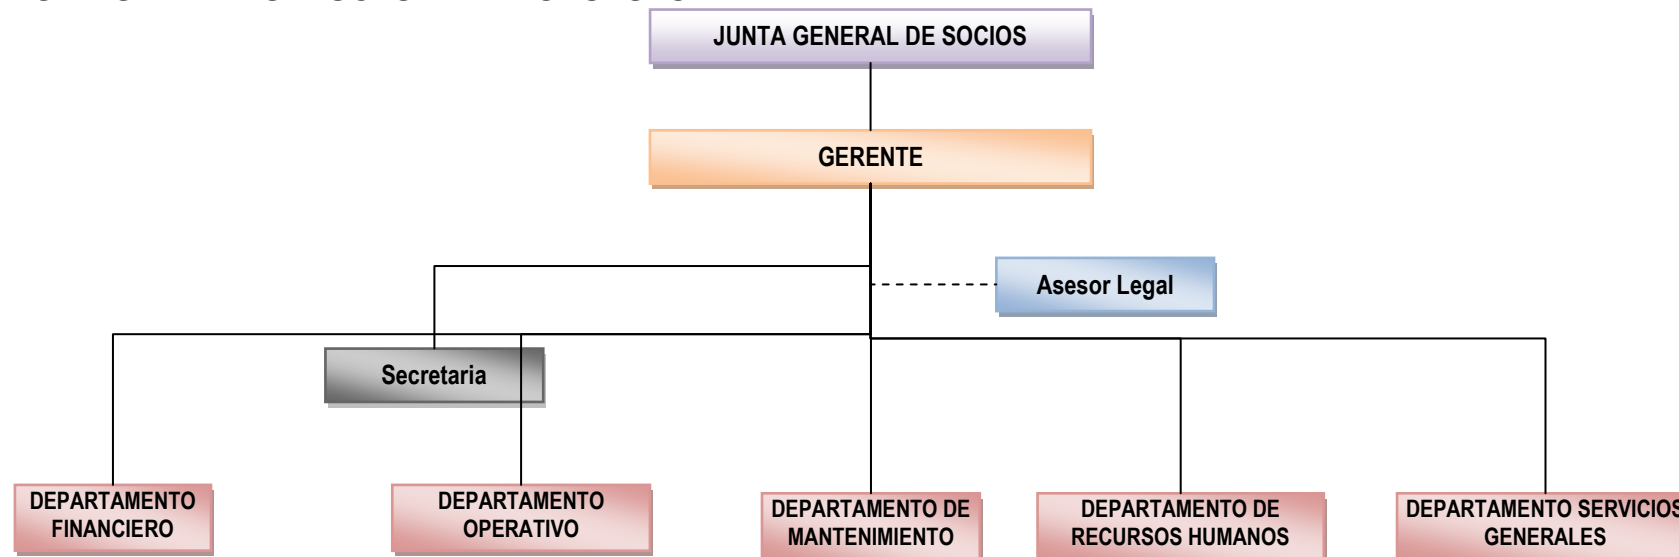 JUNTA GENERAL DE SOCIOS
GERENTE
Asesor Legal
Secretaria
DEPARTAMENTO
FINANCIERO
DEPARTAMENTO
OPERATIVO
DEPARTAMENTO DE
MANTENIMIENTO
DEPARTAMENTO DE
RECURSOS HUMANOS
DEPARTAMENTO SERVICIOS
GENERALES